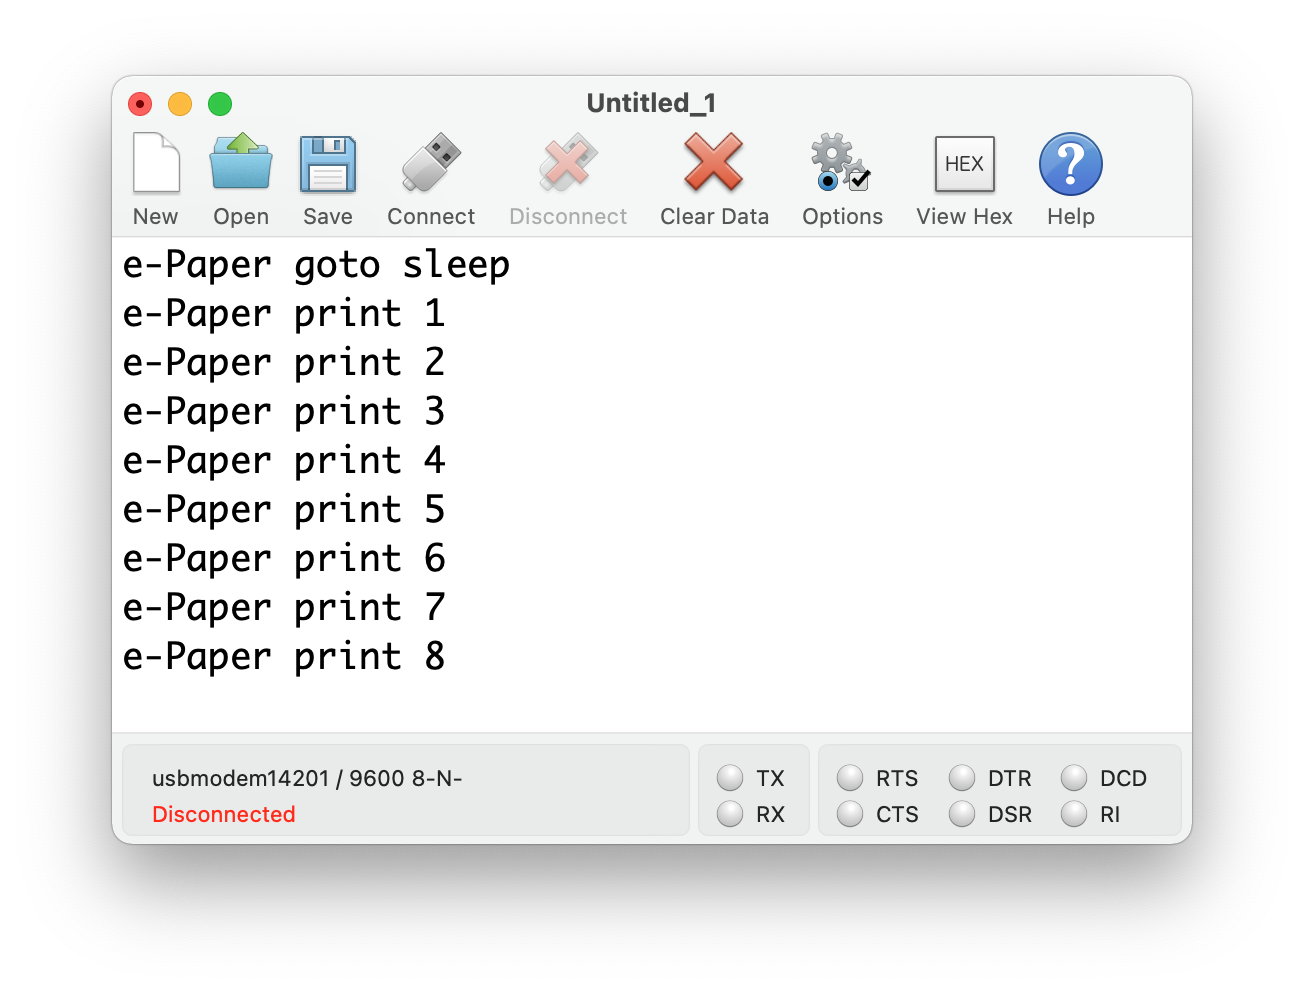 Untitled_1
New Open Save Connect Disconnect Clear Data Options HEX View Hex Help
e-Paper goto sleep
e-Paper print 1
e-Paper print 2
e-Paper print 3
e-Paper print 4
e-Paper print 5
e-Paper print 6
e-Paper print 7
e-Paper print 8
usbmodem14201 / 9600 8-N-
Disconnected
TX
RX
RTS DTR DCD
CTS DSR RI